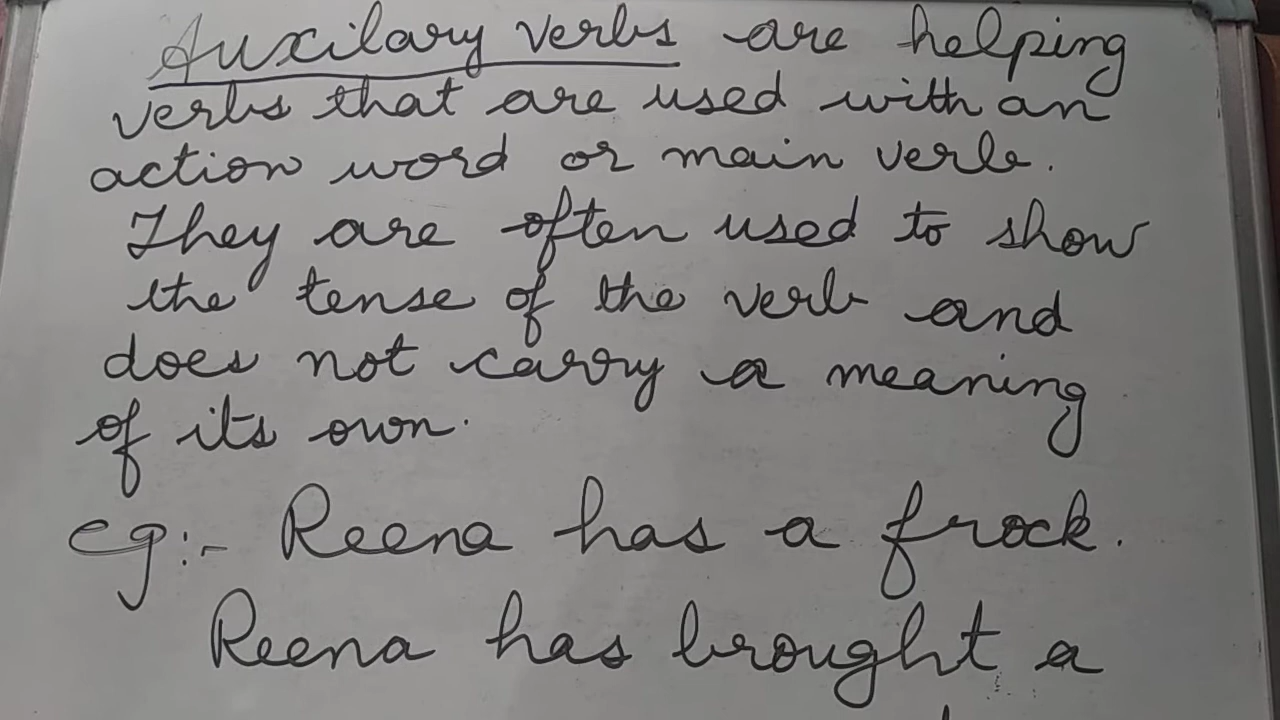 Auxilary verbs are helping
verbs that are used with an
action word or main verb.
They are often used to show
the tense of the verb and
does not carry a meaning
of its own.
eg:- Reena has a frock.
Reena has brought a